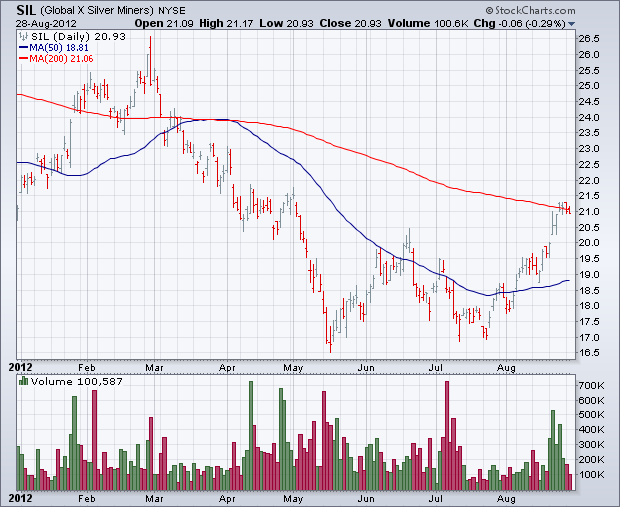 SIL (Global X Silver Miners) NYSE © StockCharts.com
28-Aug-2012 Open 21.09 High 21.17 Low 20.93 Close 20.93 Volume 100.6K Chg -0.06 (-0.29%)
SIL (Daily) 20.93
MA(50) 18.81
MA(200) 21.06
26.5
26.0
25.5
25.0
24.5
24.0
23.5
23.0
22.5
22.0
21.5
21.0
20.5
20.0
19.5
19.0
18.5
18.0
17.5
17.0
16.5
2012 Feb Mar Apr May Jun Jul Aug
Volume 100,587
700K
600K
500K
400K
300K
200K
100K
2012 Feb Mar Apr May Jun Jul Aug